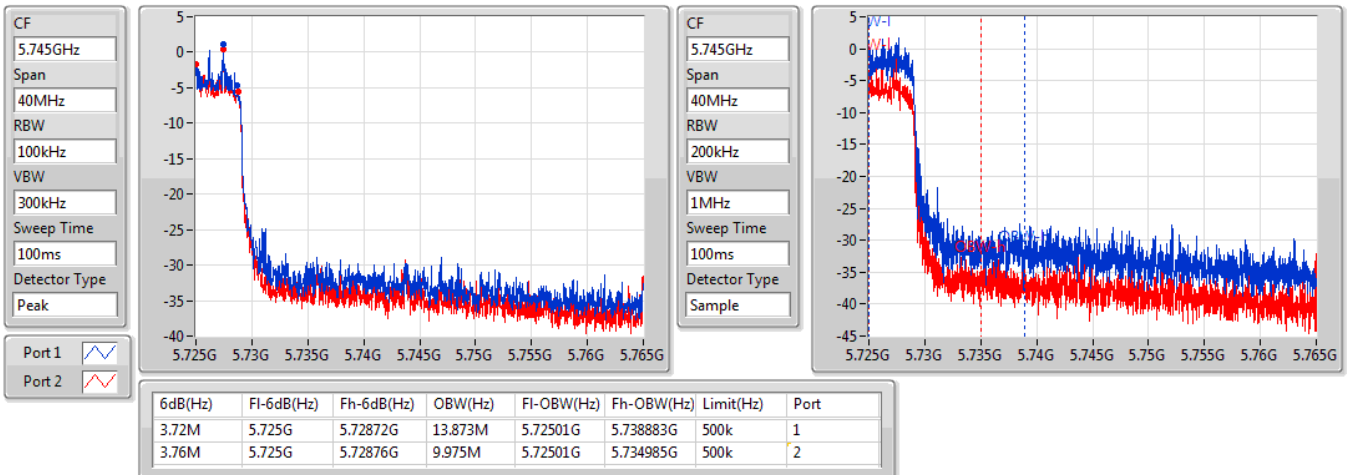 CF
5.745GHz
Span
40MHz
RBW
100kHz
VBW
300kHz
Sweep Time
100ms
Detector Type
Peak
Port 1
Port 2
5
0
-5
-10
-15
-20
-25
-30
-35
-40
5.725G 5.73G 5.735G 5.74G 5.745G 5.75G 5.755G 5.76G 5.765G
CF
5.745GHz
Span
40MHz
RBW
200kHz
VBW
1MHz
Sweep Time
100ms
Detector Type
Sample
5
0
-5
-10
-15
-20
-25
-30
-35
-40
-45
5.725G 5.73G 5.735G 5.74G 5.745G 5.75G 5.755G 5.76G 5.765G
6dB(Hz) Fl-6dB(Hz) Fh-6dB(Hz) OBW(Hz) Fl-OBW(Hz) Fh-OBW(Hz) Limit(Hz) Port
3.72M 5.725G 5.72872G 13.873M 5.72501G 5.738883G 500k 1
3.76M 5.725G 5.72876G 9.975M 5.72501G 5.734985G 500k 2